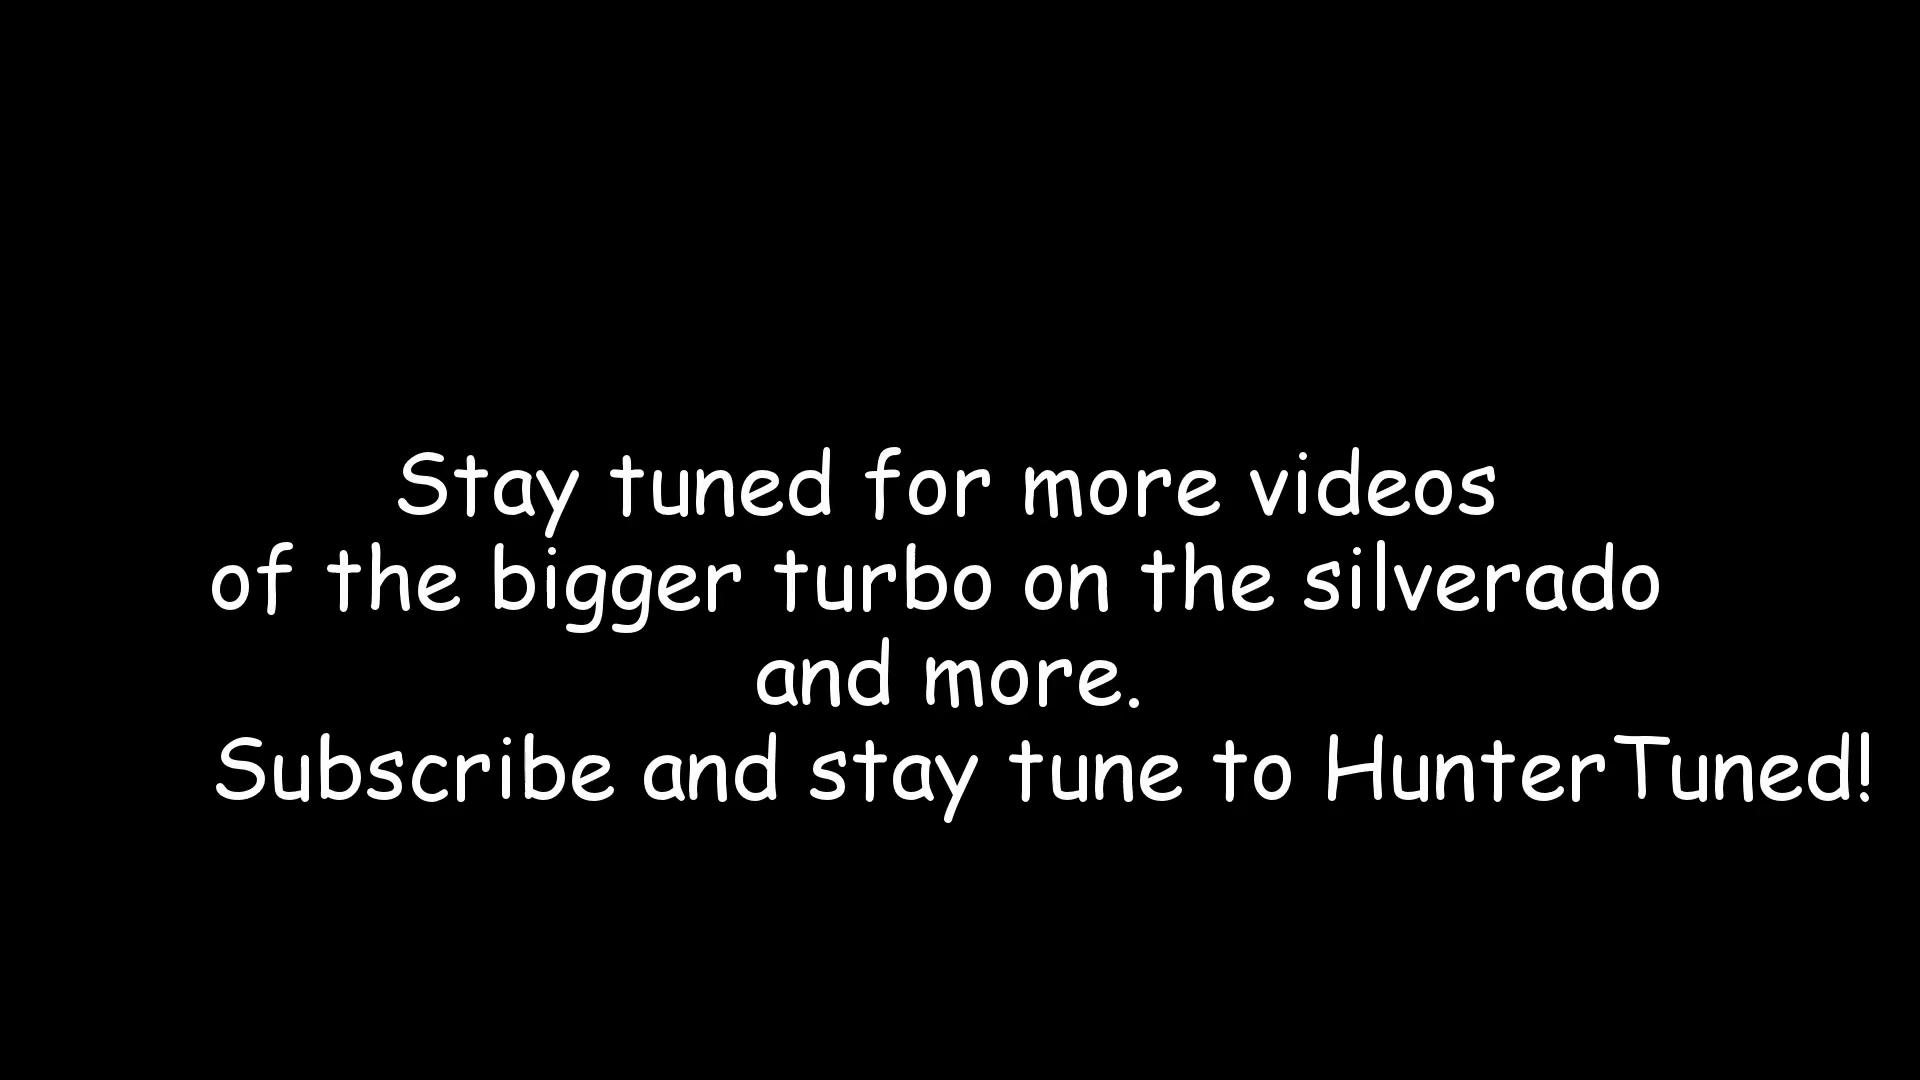 Stay tuned for more videos
of the bigger turbo on the silverado
and more.
Subscribe and stay tune to HunterTuned!